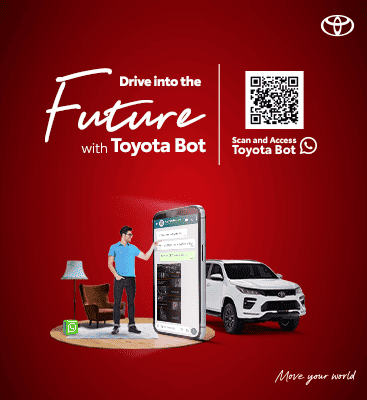 Drive into the
Future
with Toyota Bot
Scan and Access
Toyota Bot
Move your world